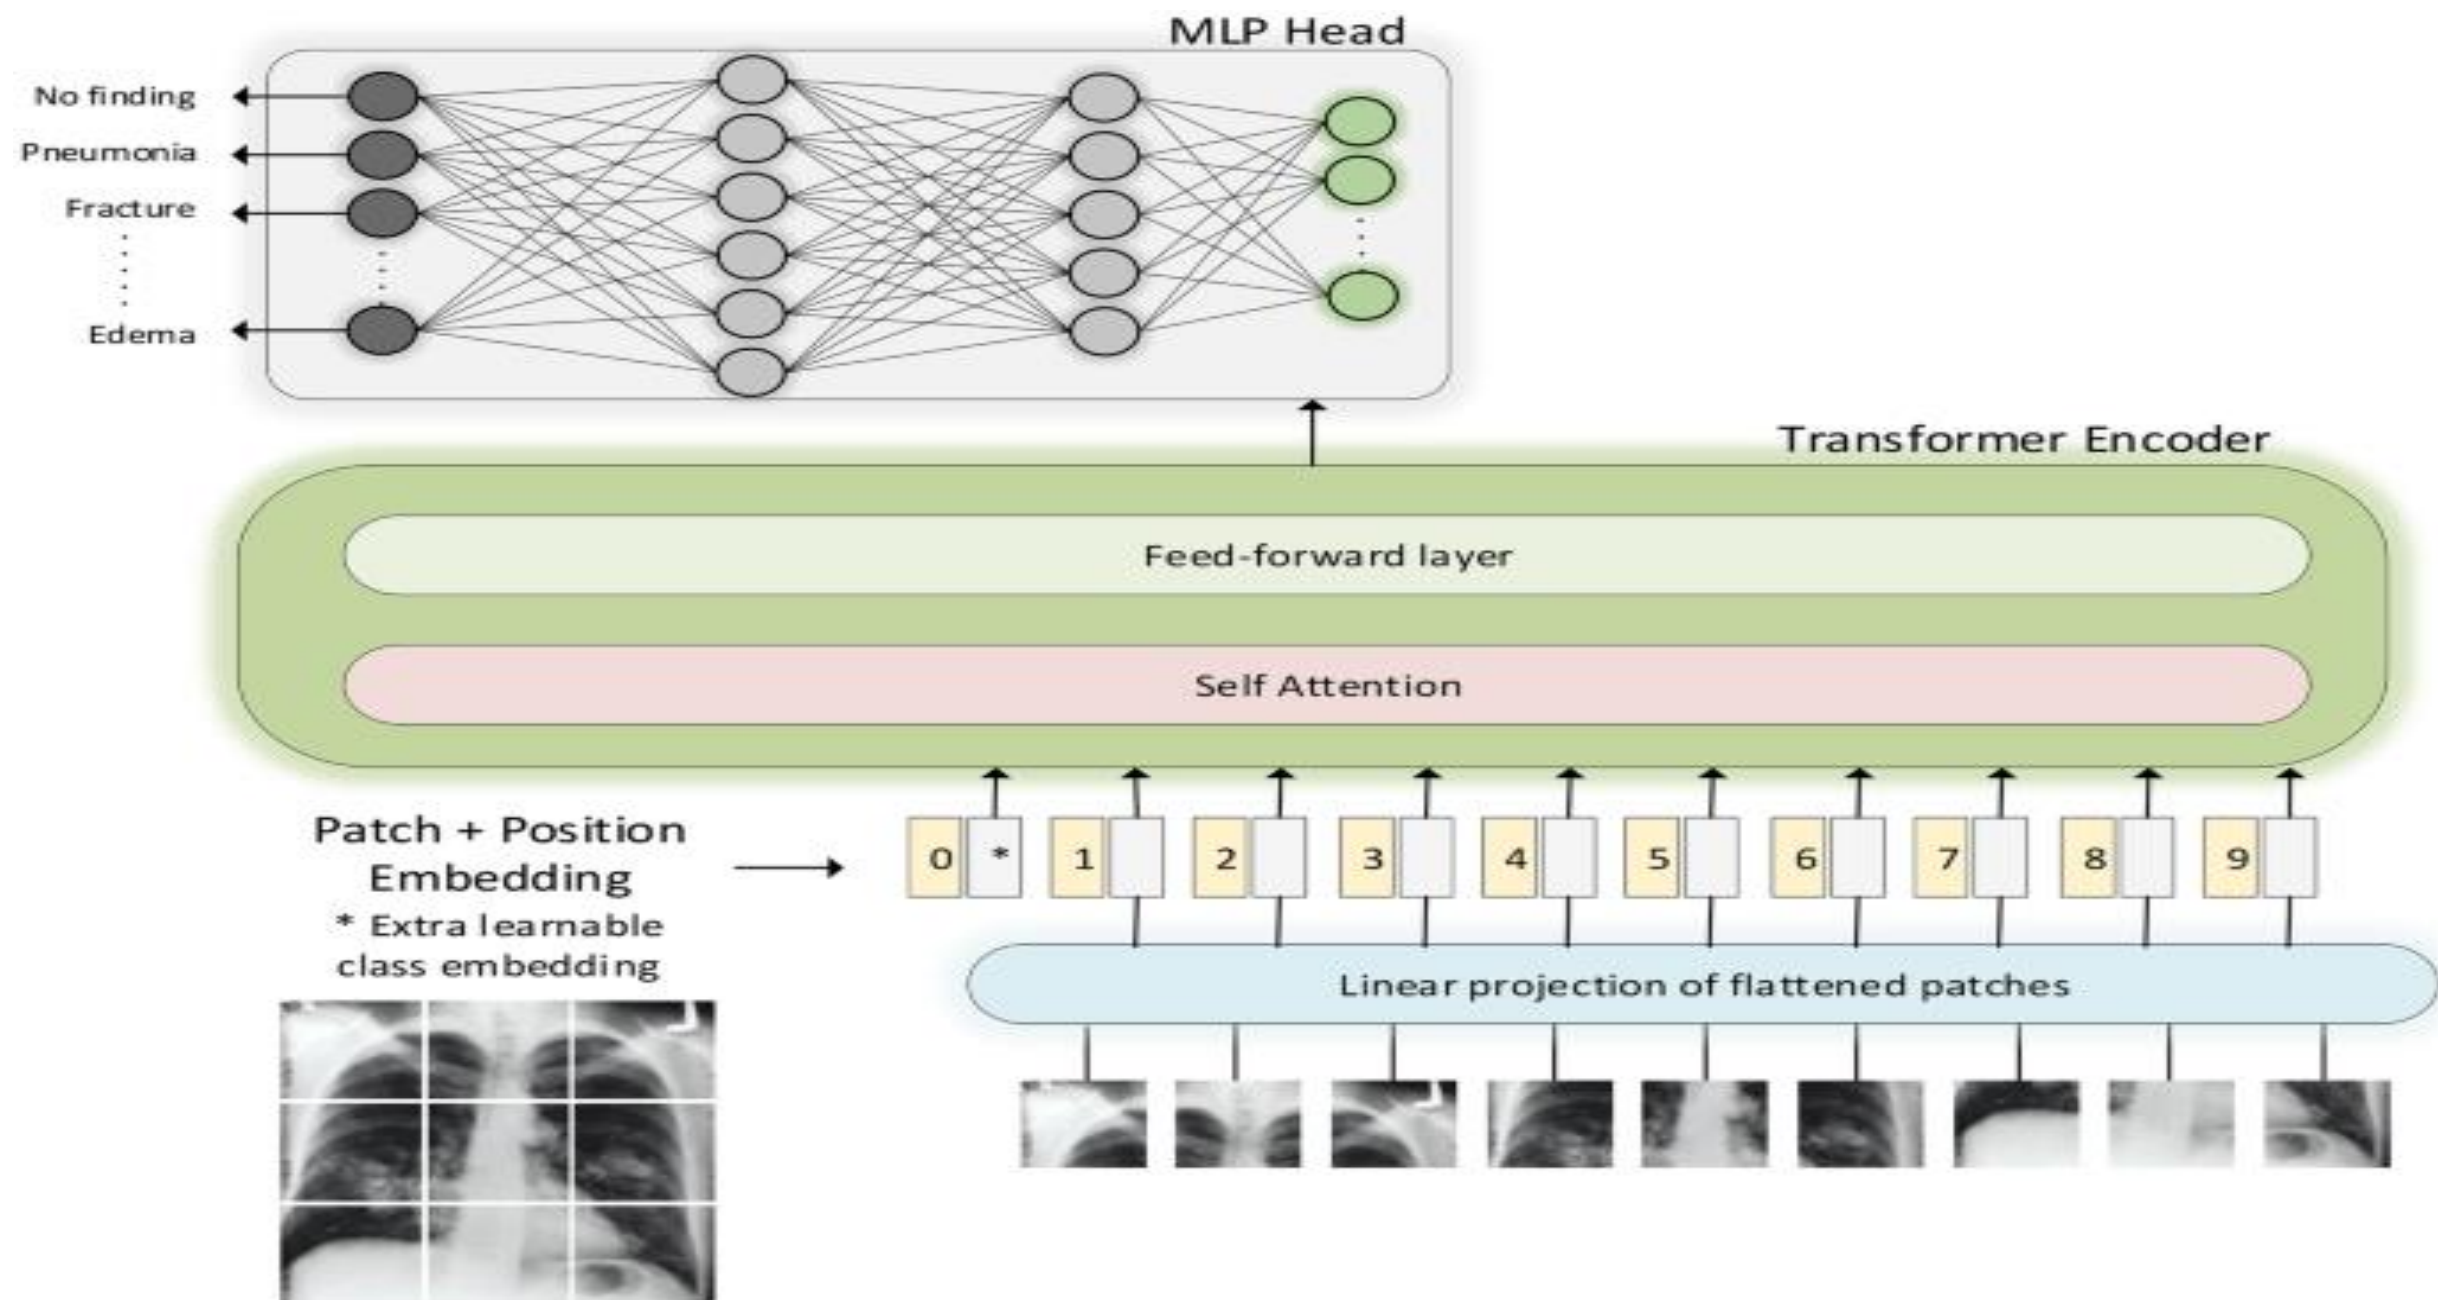 MLP Head
No finding
Pneumonia
Fracture
Edema
Transformer Encoder
Feed-forward layer
Self Attention
Patch + Position
Embedding
* Extra learnable
class embedding
0 * 1 2 3 4 5 6 7 8 9
Linear projection of flattened patches